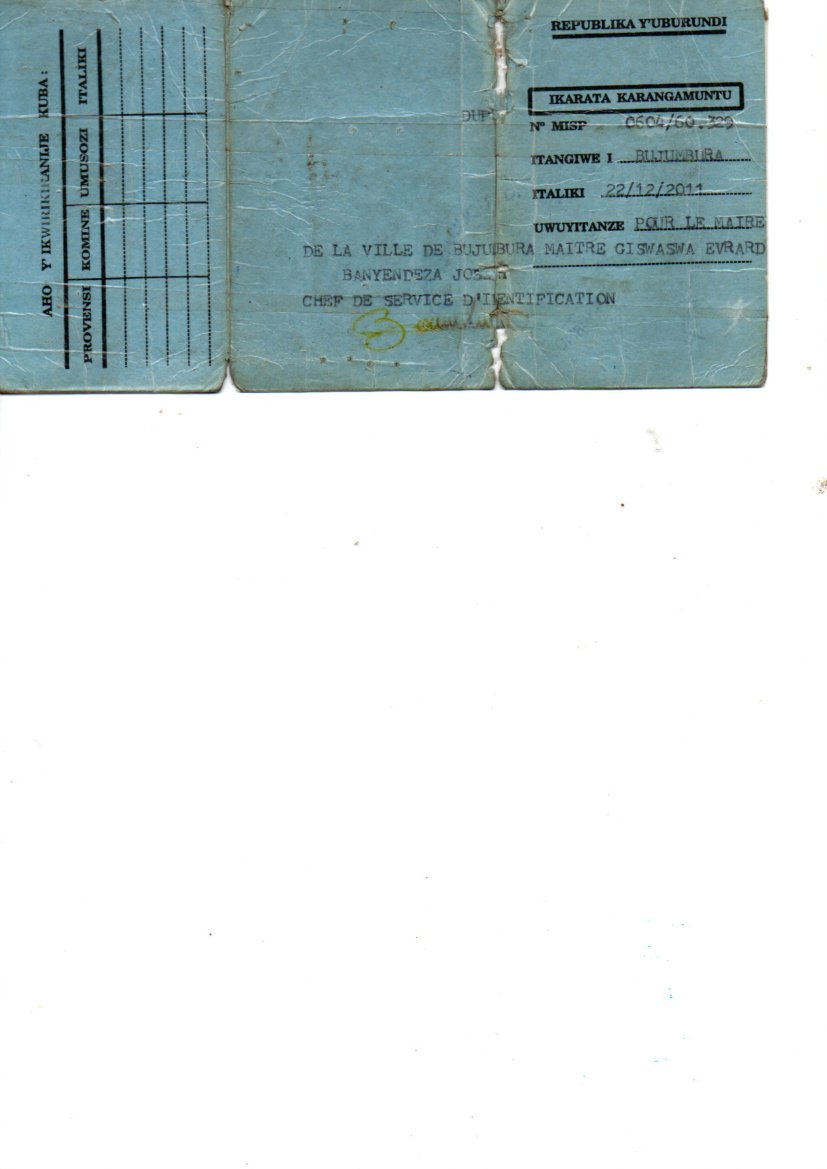 REPUBLIKA Y'UBURUNDI
IKARATA KARANGAMUNTU
Nº MISP 0604/60.329
ITANGIWE I BUJUMBURA
ITALIKI 22/12/2011
UWUYITANZE POUR LE MAIRE
DE LA VILLE DE BUJUMBURA MAITRE GISWASWA EVRARD
BANYENDEZA
CHEF DE SERVICE D'IDENTIFICATION
DUP
AHO Y'IKWIRIKIRANIJE KUBA:
PROVENSI KOMINE UMUSOZI ITALIKI